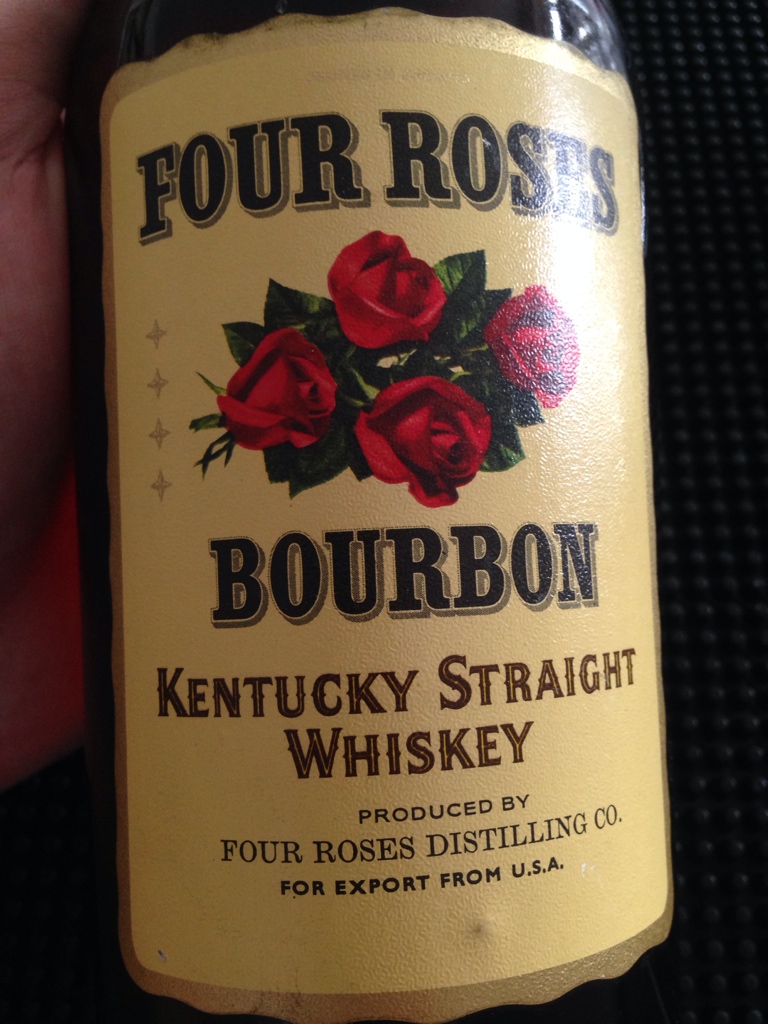 FOUR ROSES
BOURBON
KENTUCKY STRAIGHT
WHISKEY
PRODUCED BY
FOUR ROSES DISTILLING CO.
FOR EXPORT FROM U.S.A.